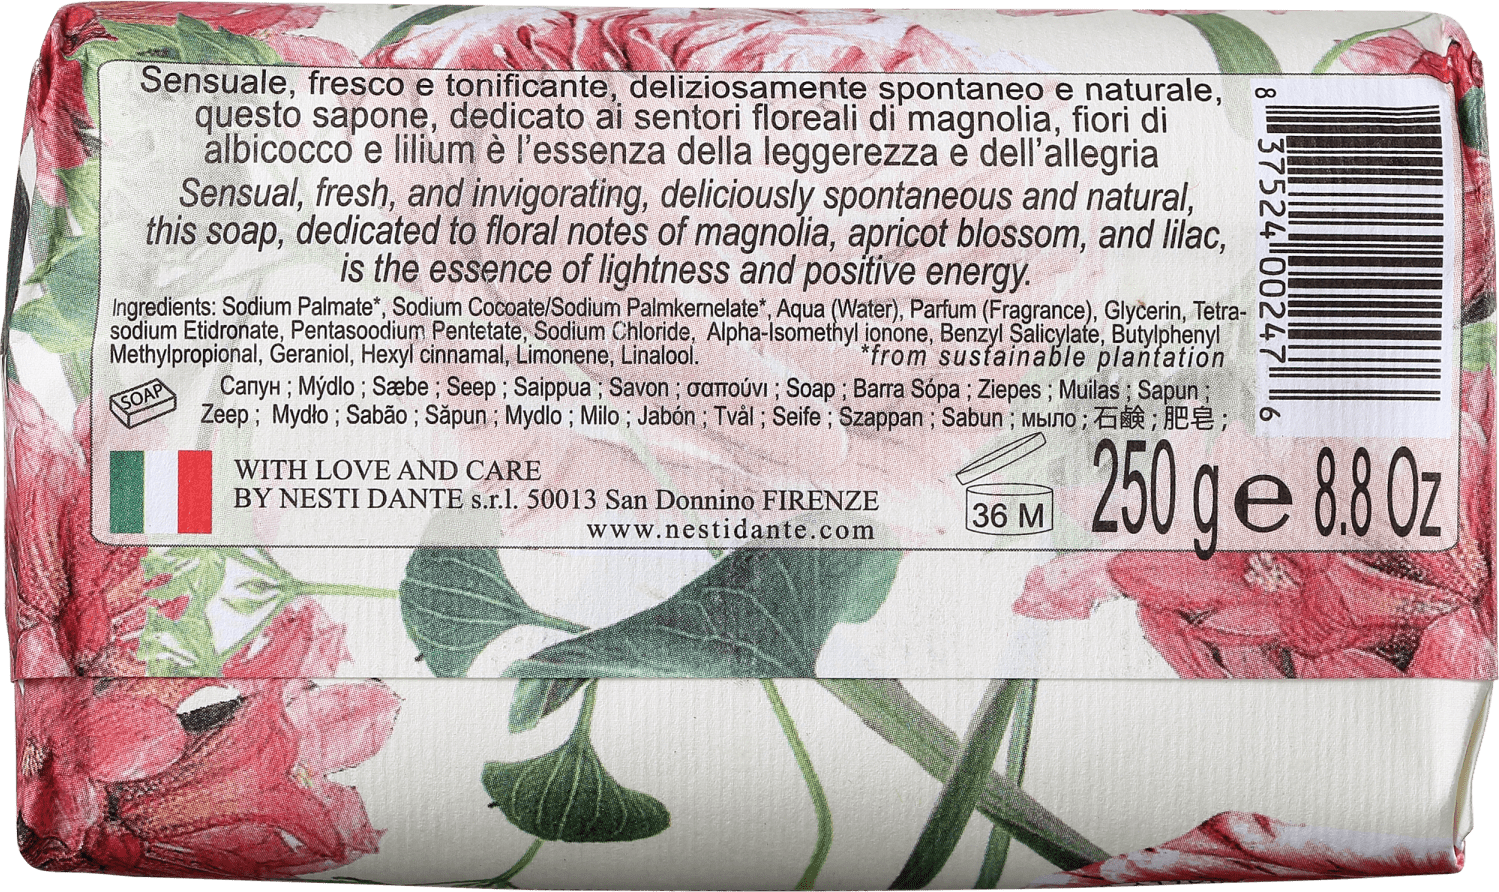 Sensuale, fresco e tonificante, deliziosamente spontaneo e naturale,
questo sapone, dedicato ai sentori floreali di magnolia, fiori di
albicocco e lilium è l'essenza della leggerezza e dell'allegria
Sensual, fresh, and invigorating, deliciously spontaneous and natural,
this soap, dedicated to floral notes of magnolia, apricot blossom, and lilac,
is the essence of lightness and positive energy.
Ingredients: Sodium Palmate*, Sodium Cocoate/Sodium Palmkernelate*, Aqua (Water), Parfum (Fragrance), Glycerin, Tetra-
sodium Etidronate, Pentasoodium Pentetate, Sodium Chloride, Alpha-Isomethyl ionone, Benzyl Salicylate, Butylphenyl
Methylpropional, Geraniol, Hexyl cinnamal, Limonene, Linalool. *from sustainable plantation
SOAP
Сапун ; Mýdlo ; Sæbe ; Seep ; Saippua ; Savon ; σαπούνι ; Soap ; Barra Sópa ; Ziepes ; Muilas ; Sapun ;
Zeep ; Mydło ; Sabão ; Săpun ; Mydlo ; Milo ; Jabón ; Tvål ; Seife ; Szappan ; Sabun ; мыло ; 石鹸 ; 肥皂 ;
WITH LOVE AND CARE
BY NESTI DANTE s.r.l. 50013 San Donnino FIRENZE
www.nestidante.com
36 M
250 g e 8.8 Oz
8 37524 00247 6